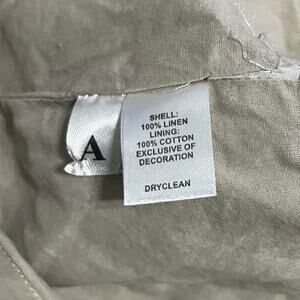 A
SHELL:
100% LINEN
LINING:
100% COTTON
EXCLUSIVE OF
DECORATION
DRYCLEAN